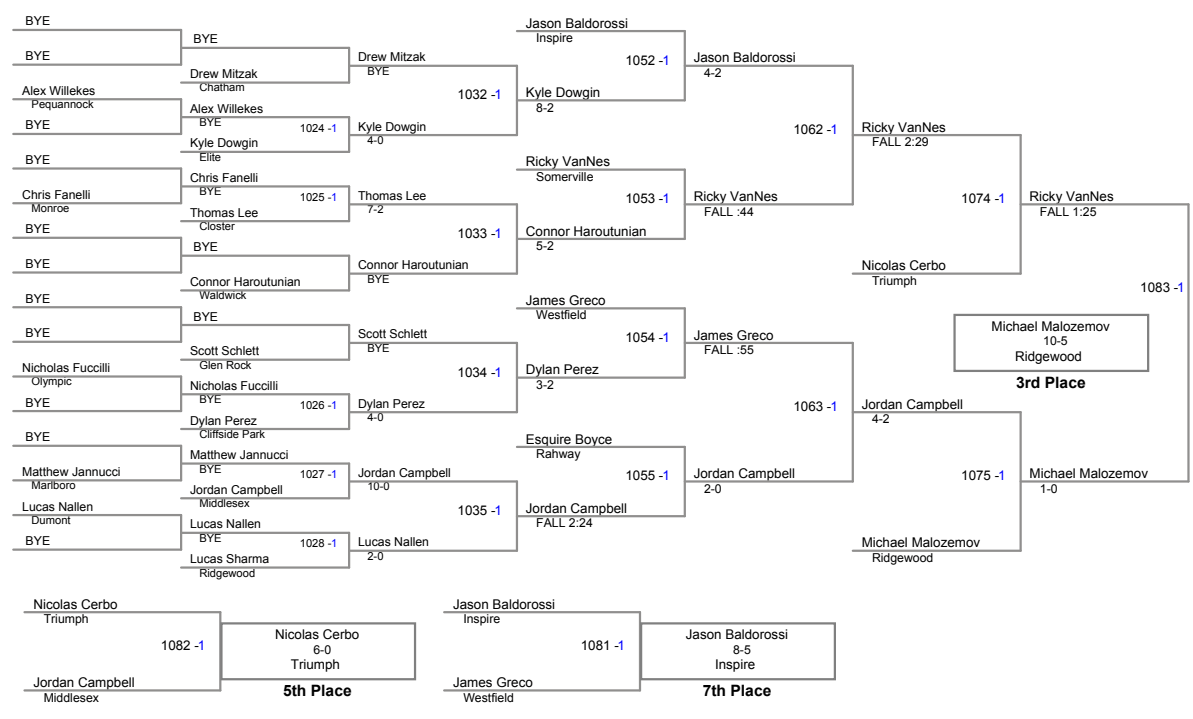 BYE
BYE
Alex Willekes
Pequannock
BYE
BYE
Chris Fanelli
Monroe
BYE
BYE
BYE
BYE
Nicholas Fuccilli
Olympic
BYE
BYE
Matthew Jannucci
Marlboro
Lucas Nallen
Dumont
BYE
BYE
Drew Mitzak
Chatham
Alex Willekes
BYE
1024 -1
Kyle Dowgin
Elite
Chris Fanelli
BYE
1025 -1
Thomas Lee
Closter
BYE
Connor Haroutunian
Waldwick
BYE
Scott Schlett
Glen Rock
Nicholas Fuccilli
BYE
1026 -1
Dylan Perez
Cliffside Park
Matthew Jannucci
BYE
1027 -1
Jordan Campbell
Middlesex
Lucas Nallen
BYE
1028 -1
Lucas Sharma
Ridgewood
Drew Mitzak
BYE
1032 -1
Kyle Dowgin
4-0
Thomas Lee
7-2
1033 -1
Connor Haroutunian
BYE
Scott Schlett
BYE
1034 -1
Dylan Perez
4-0
Jordan Campbell
10-0
1035 -1
Lucas Nallen
2-0
Jason Baldorossi
Inspire
1052 -1
Kyle Dowgin
8-2
Ricky VanNes
Somerville
1053 -1
Connor Haroutunian
5-2
James Greco
Westfield
1054 -1
Dylan Perez
3-2
Esquire Boyce
Rahway
1055 -1
Jordan Campbell
FALL 2:24
Jason Baldorossi
4-2
1062 -1
Ricky VanNes
FALL :44
James Greco
FALL :55
1063 -1
Jordan Campbell
2-0
Ricky VanNes
FALL 2:29
1074 -1
Nicolas Cerbo
Triumph
Jordan Campbell
4-2
1075 -1
Michael Malozemov
Ridgewood
Ricky VanNes
FALL 1:25
1083 -1
Michael Malozemov
1-0
Michael Malozemov
10-5
Ridgewood
3rd Place
Nicolas Cerbo
Triumph
1082 -1
Jordan Campbell
Middlesex
Nicolas Cerbo
6-0
Triumph
5th Place
Jason Baldorossi
Inspire
1081 -1
James Greco
Westfield
Jason Baldorossi
8-5
Inspire
7th Place